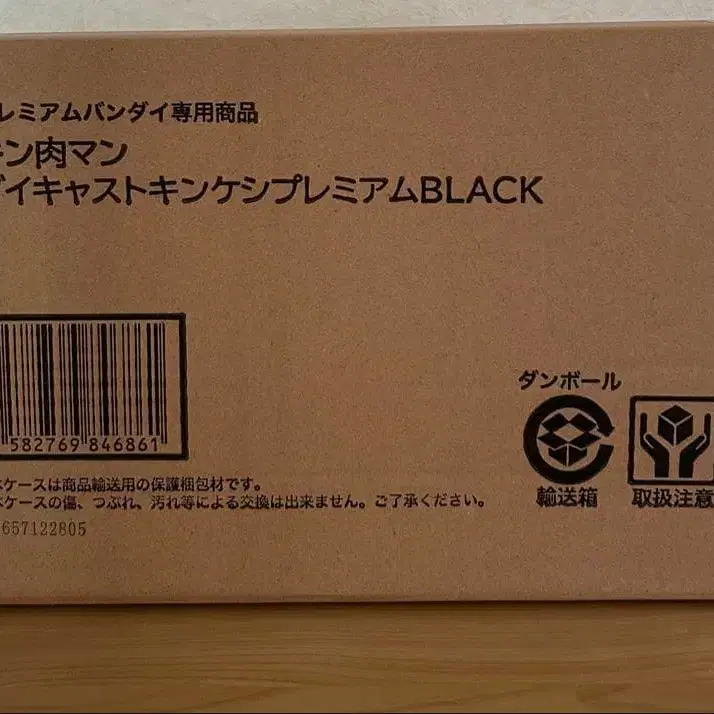 レミアムバンダイ専用商品
ン肉マン
イキャストキンケシプレミアムBLACK
582769 846861
ダンボール
輸送箱
取扱注意
ケースは商品輸送用の保護梱包材です。
ケースの傷、つぶれ、汚れ等による交換は出来ません。ご了承ください。
657122805